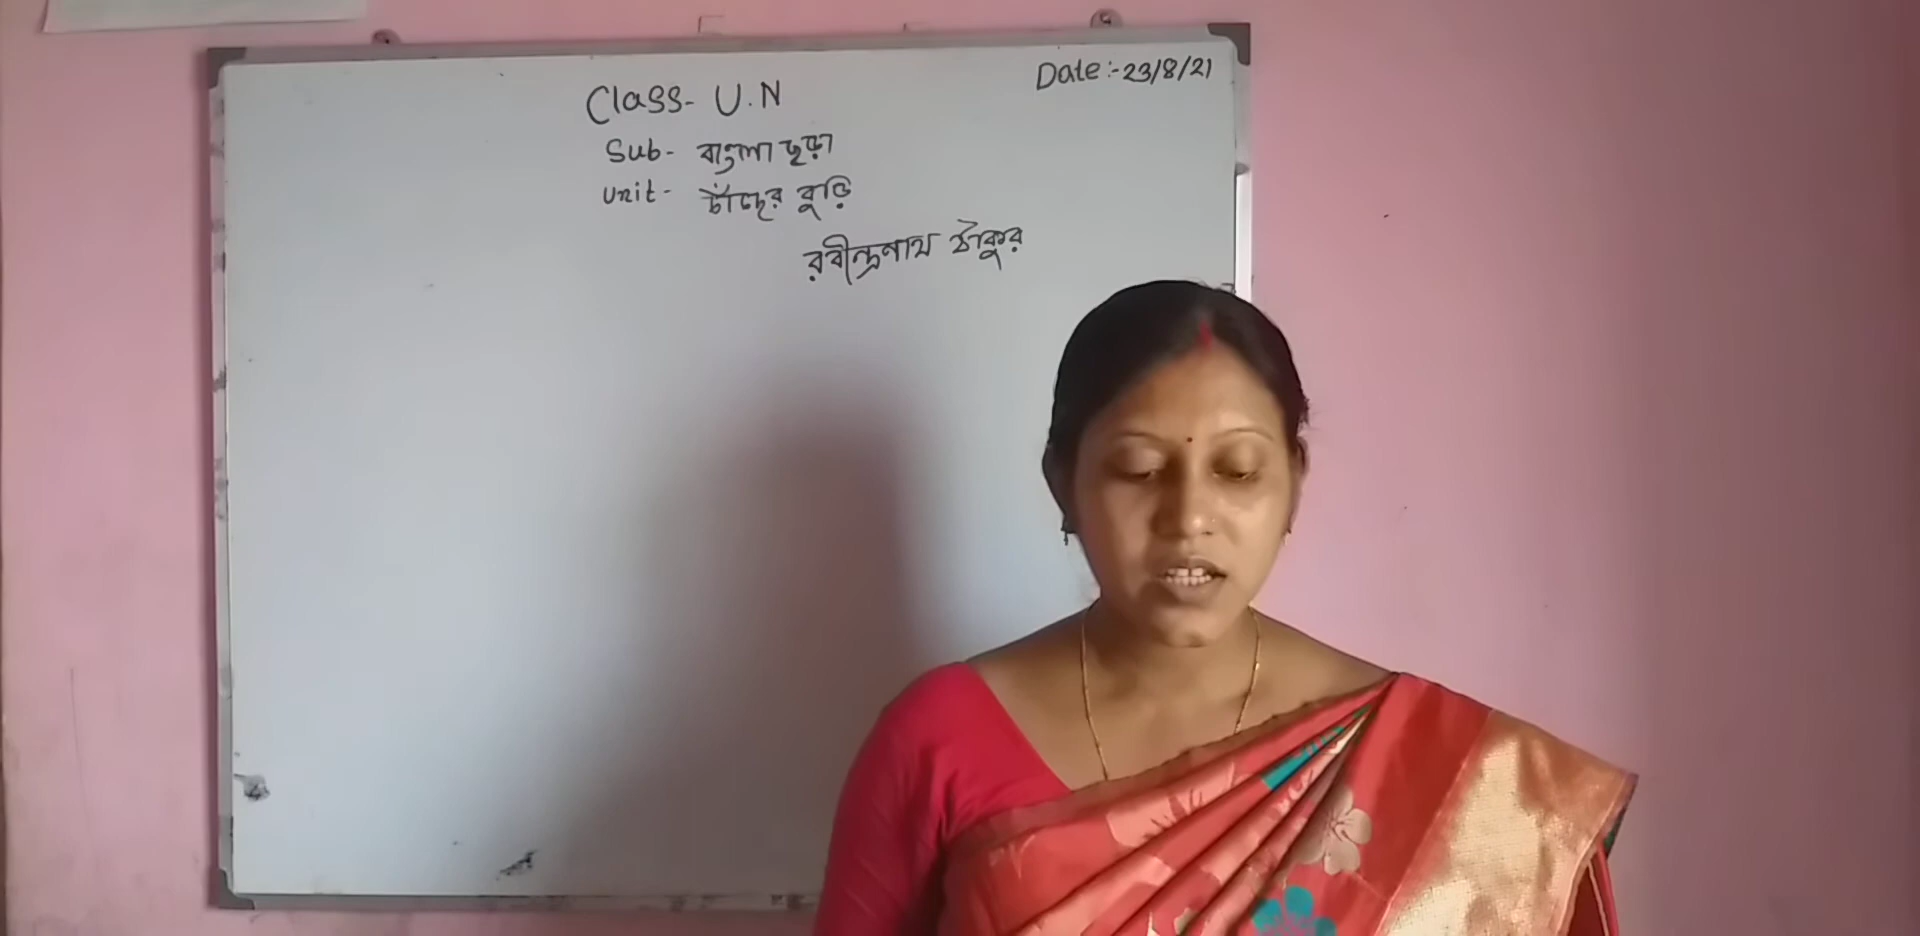 Class- U.N
Date:-23/8/21
Sub- বাংলা ছড়া
Unit- চাঁদের বুড়ি
রবীন্দ্রনাথ ঠাকুর